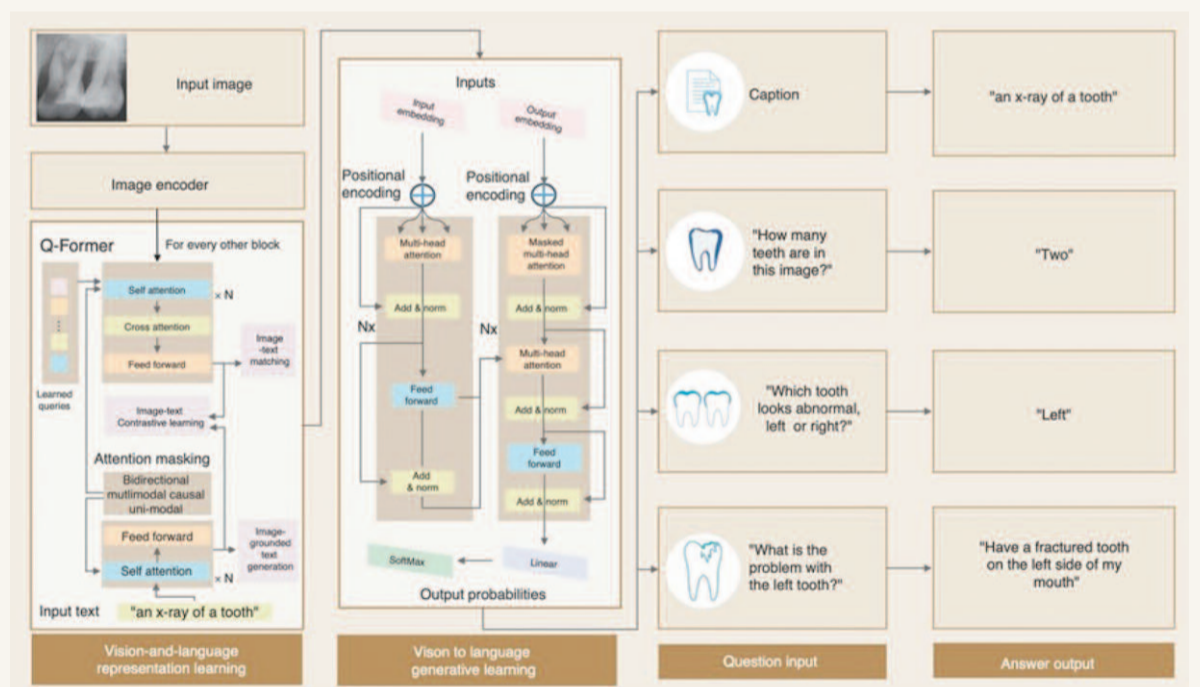 Input image
Image encoder
Q-Former
For every other block
Self attention
× N
Cross attention
Feed forward
Learned
queries
Image
-text
matching
Image-text
Contrastive learning
Attention masking
Bidirectional
mutlimodal causal
uni-modal
Feed forward
Self attention
× N
Image-
grounded
text
generation
Input text
"an x-ray of a tooth"
Vision-and-language
representation learning
Inputs
Input
embedding
Output
embedding
Positional
encoding
Positional
encoding
Multi-head
attention
Masked
multi-head
attention
Add & norm
Add & norm
Nx
Nx
Multi-head
attention
Feed
forward
Add & norm
Feed
forward
Add
& norm
Add & norm
SoftMax
Linear
Output probabilities
Vison to language
generative learning
Caption
"How many
teeth are in
this image?"
"Which tooth
looks abnormal,
left or right?"
"What is the
problem with
the left tooth?"
Question input
"an x-ray of a tooth"
"Two"
"Left"
"Have a fractured tooth
on the left side of my
mouth"
Answer output